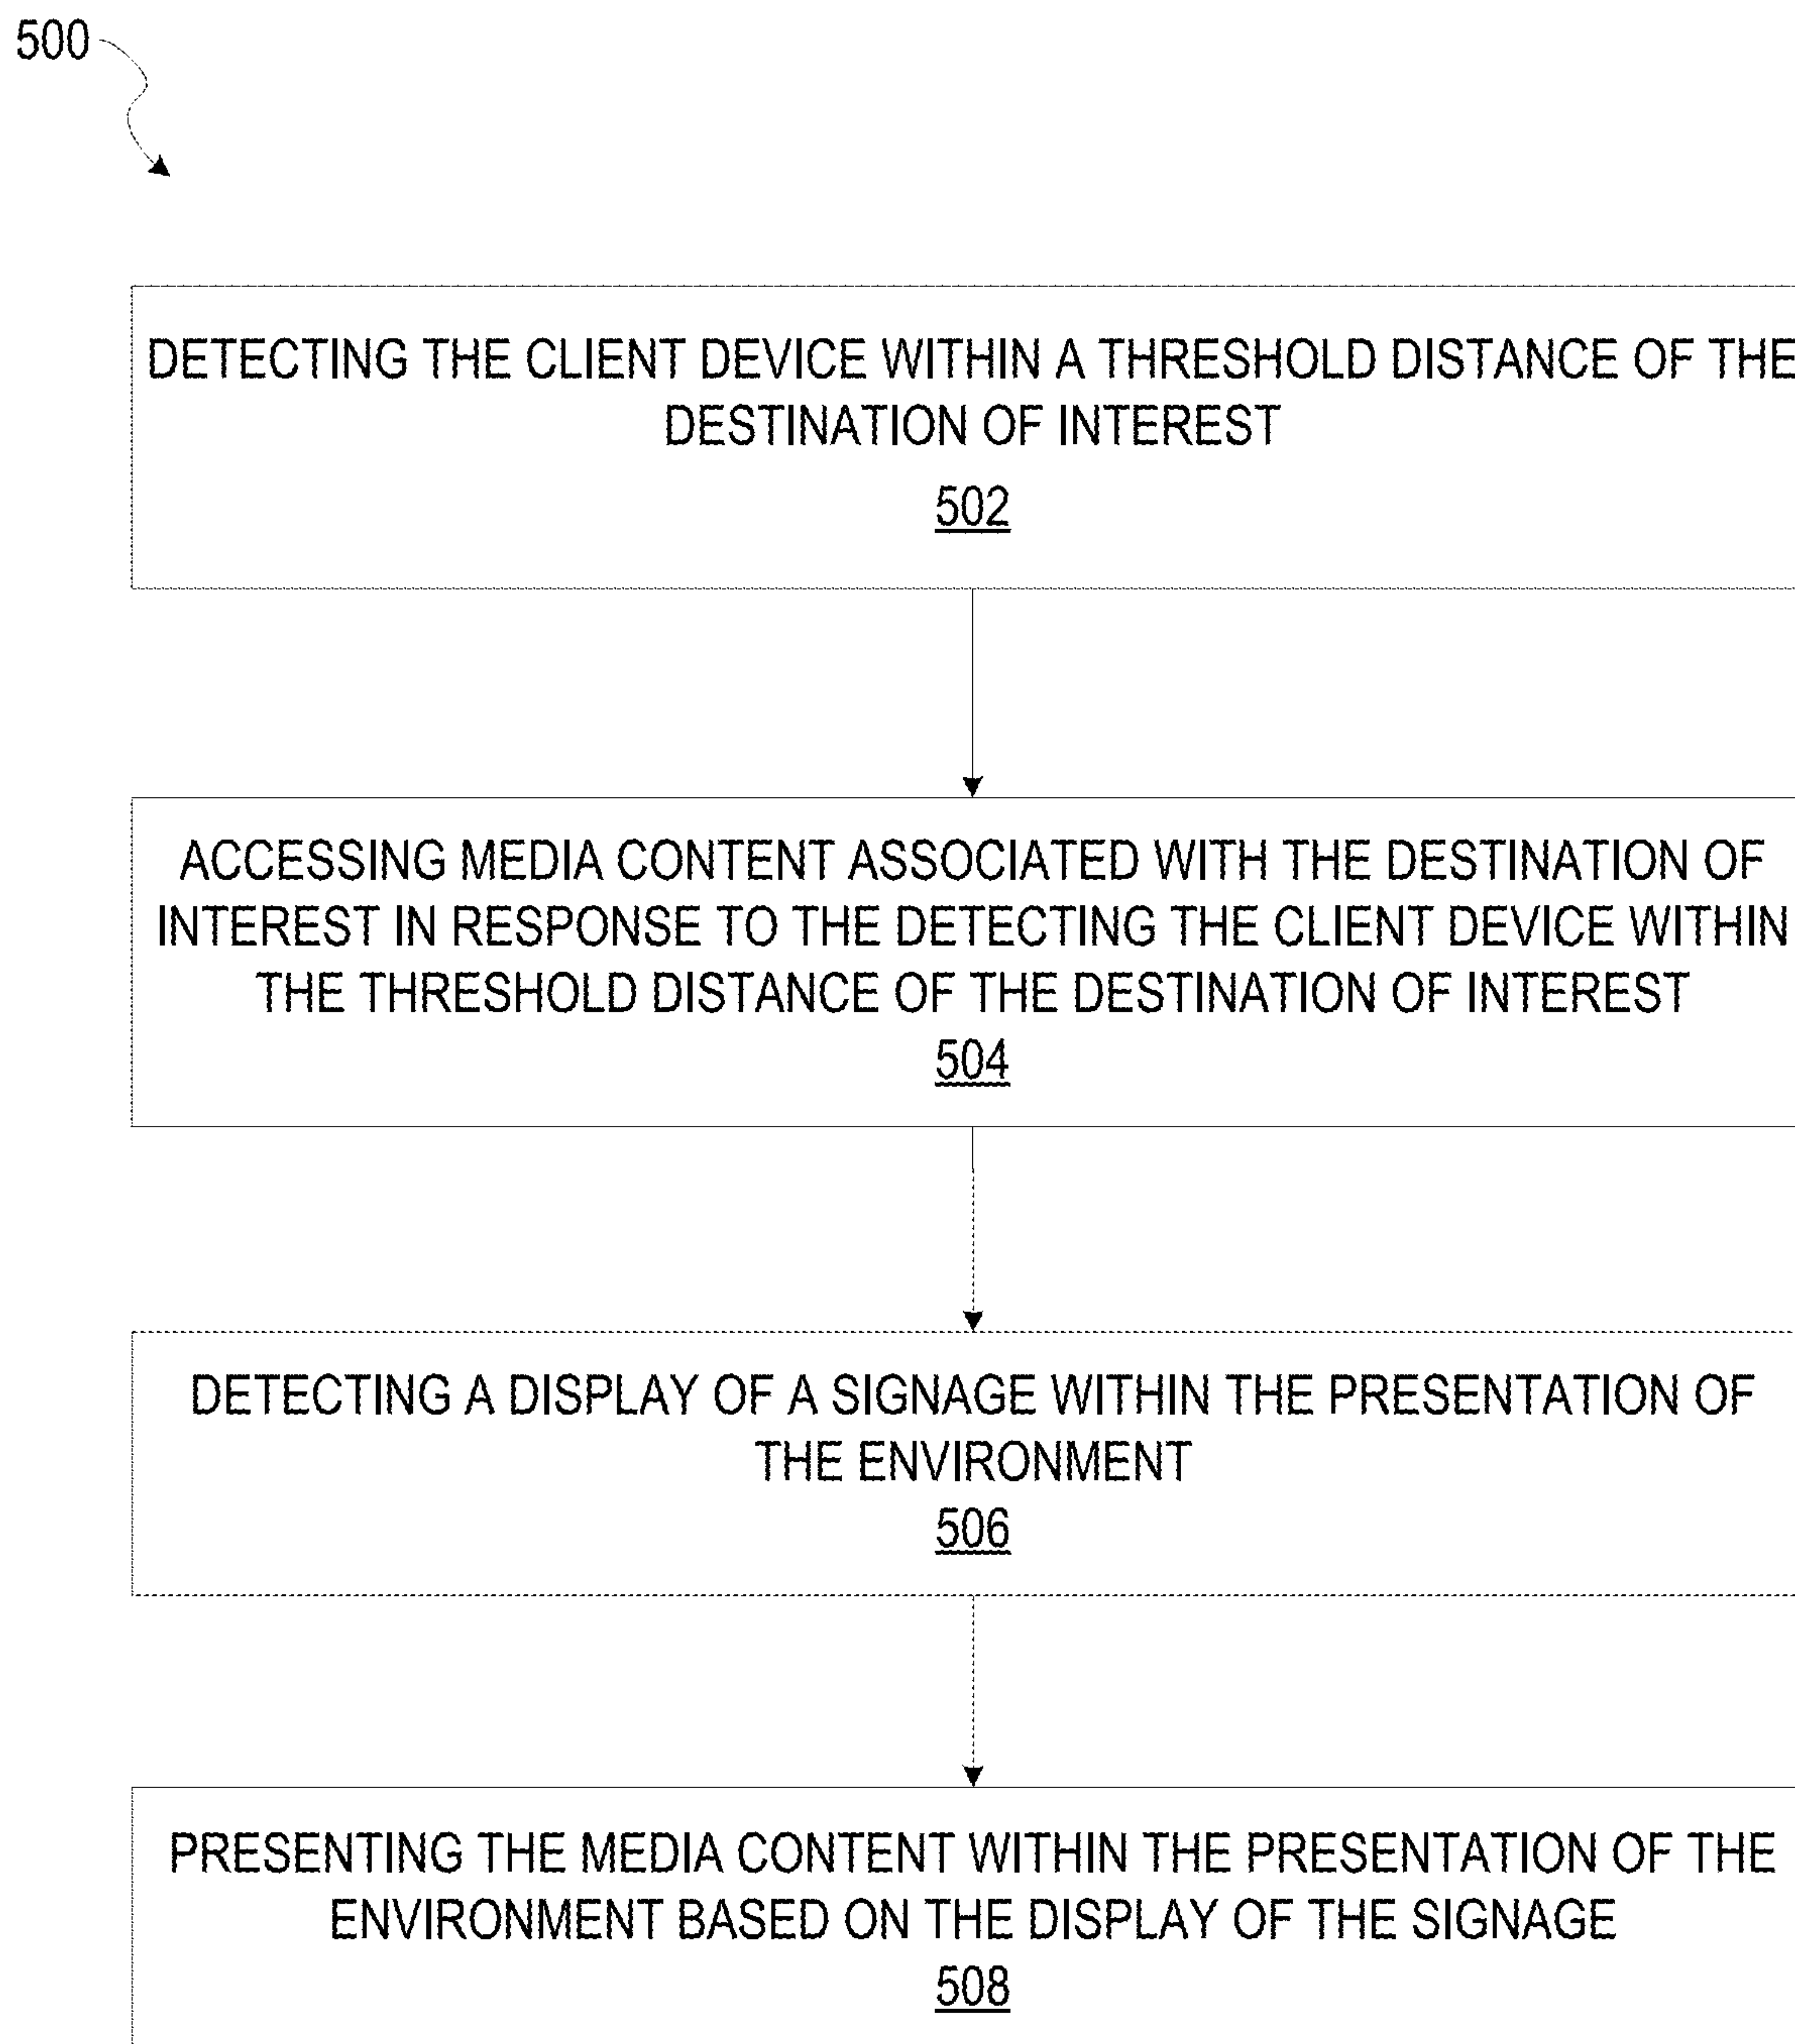 500
DETECTING THE CLIENT DEVICE WITHIN A THRESHOLD DISTANCE OF THE
DESTINATION OF INTEREST
502
ACCESSING MEDIA CONTENT ASSOCIATED WITH THE DESTINATION OF
INTEREST IN RESPONSE TO THE DETECTING THE CLIENT DEVICE WITHIN
THE THRESHOLD DISTANCE OF THE DESTINATION OF INTEREST
504
DETECTING A DISPLAY OF A SIGNAGE WITHIN THE PRESENTATION OF
THE ENVIRONMENT
506
PRESENTING THE MEDIA CONTENT WITHIN THE PRESENTATION OF THE
ENVIRONMENT BASED ON THE DISPLAY OF THE SIGNAGE
508